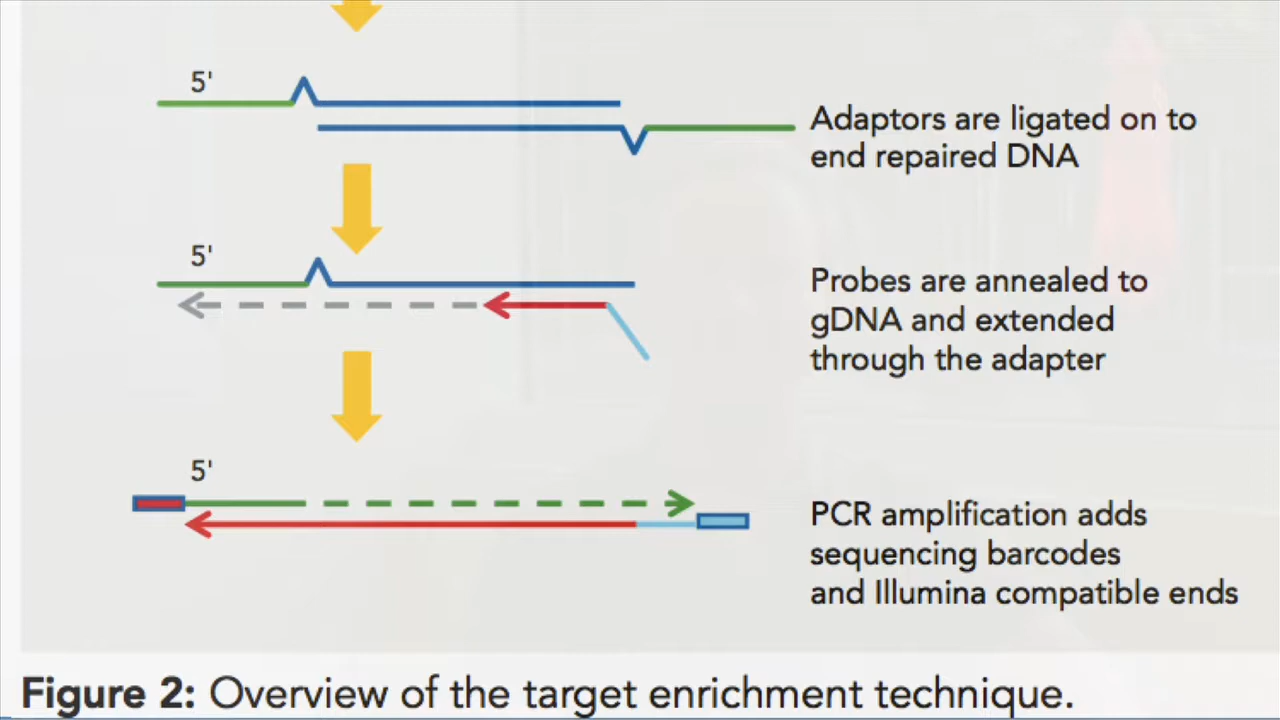 5'
Adaptors are ligated on to
end repaired DNA
5'
Probes are annealed to
gDNA and extended
through the adapter
5'
PCR amplification adds
sequencing barcodes
and Illumina compatible ends
Figure 2: Overview of the target enrichment technique.